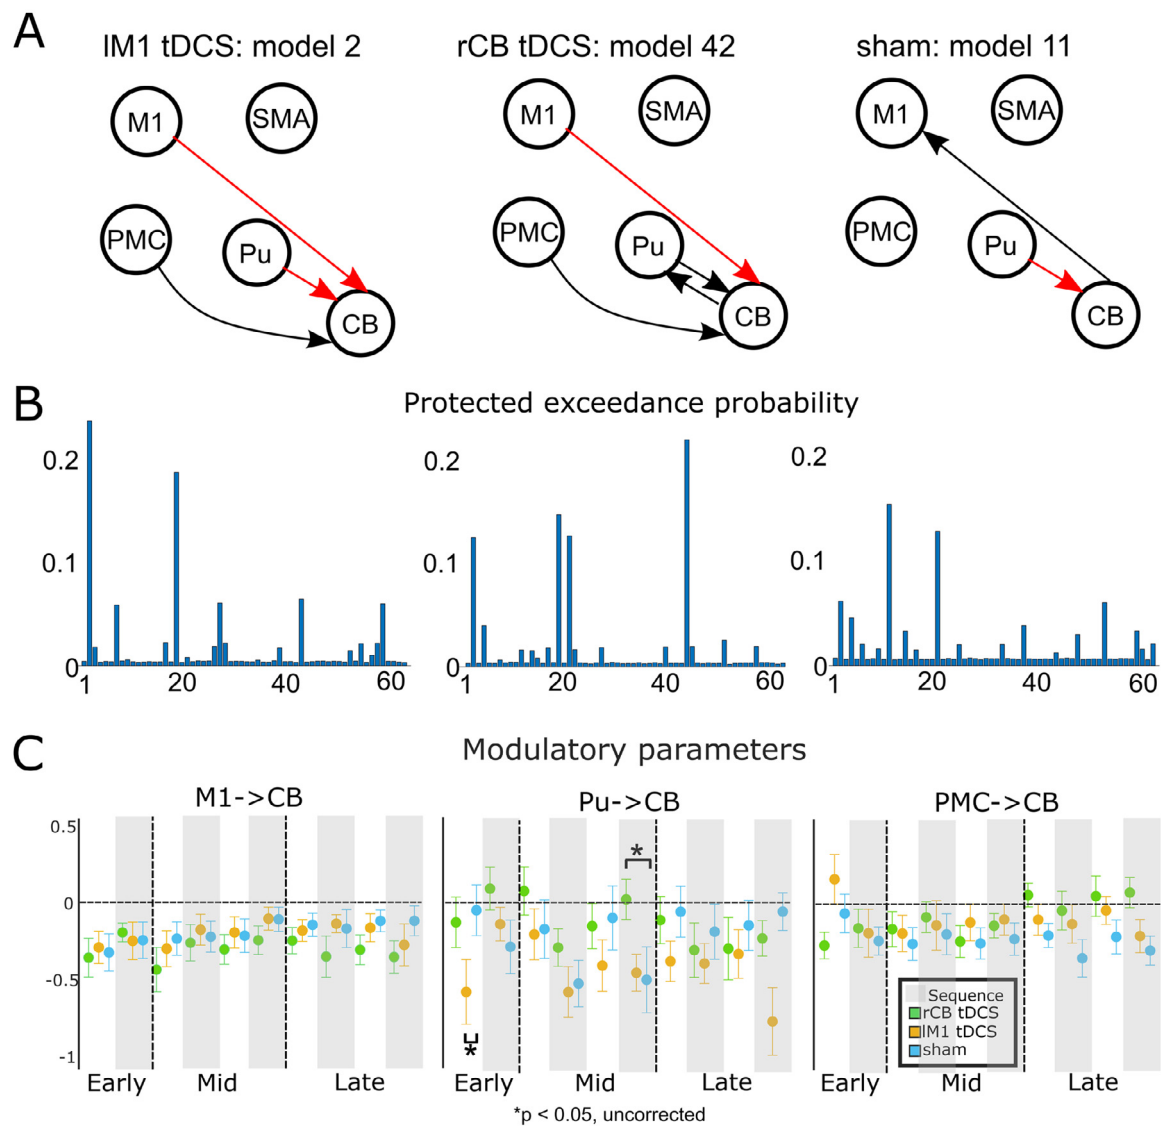 A
lM1 tDCS: model 2
rCB tDCS: model 42
sham: model 11
M1
SMA
PMC
Pu
CB
M1
SMA
PMC
Pu
CB
M1
SMA
PMC
Pu
CB
B
Protected exceedance probability
0.2
0.1
0
1
20
40
60
0.2
0.1
0
1
20
40
60
0.2
0.1
0
1
20
40
60
C
Modulatory parameters
M1->CB
Pu->CB
PMC->CB
0.5
0
-0.5
-1
*
*
Sequence
rCB tDCS
lM1 tDCS
sham
Early
Mid
Late
Early
Mid
Late
Early
Mid
Late
*p < 0.05, uncorrected